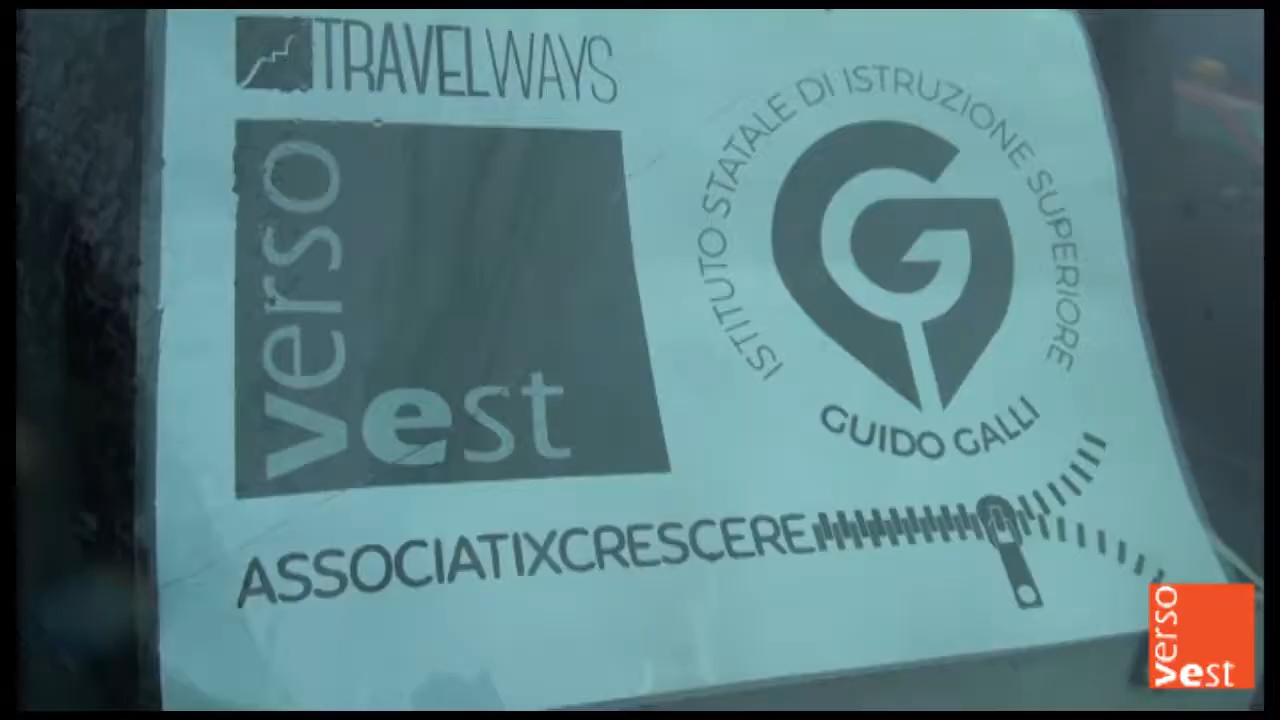 TRAVELWAYS
verso
vest
ISTITUTO STATALE DI ISTRUZIONE SUPERIORE
GUIDO GALLI
ASSOCIATIXCRESCERE
verso
vest